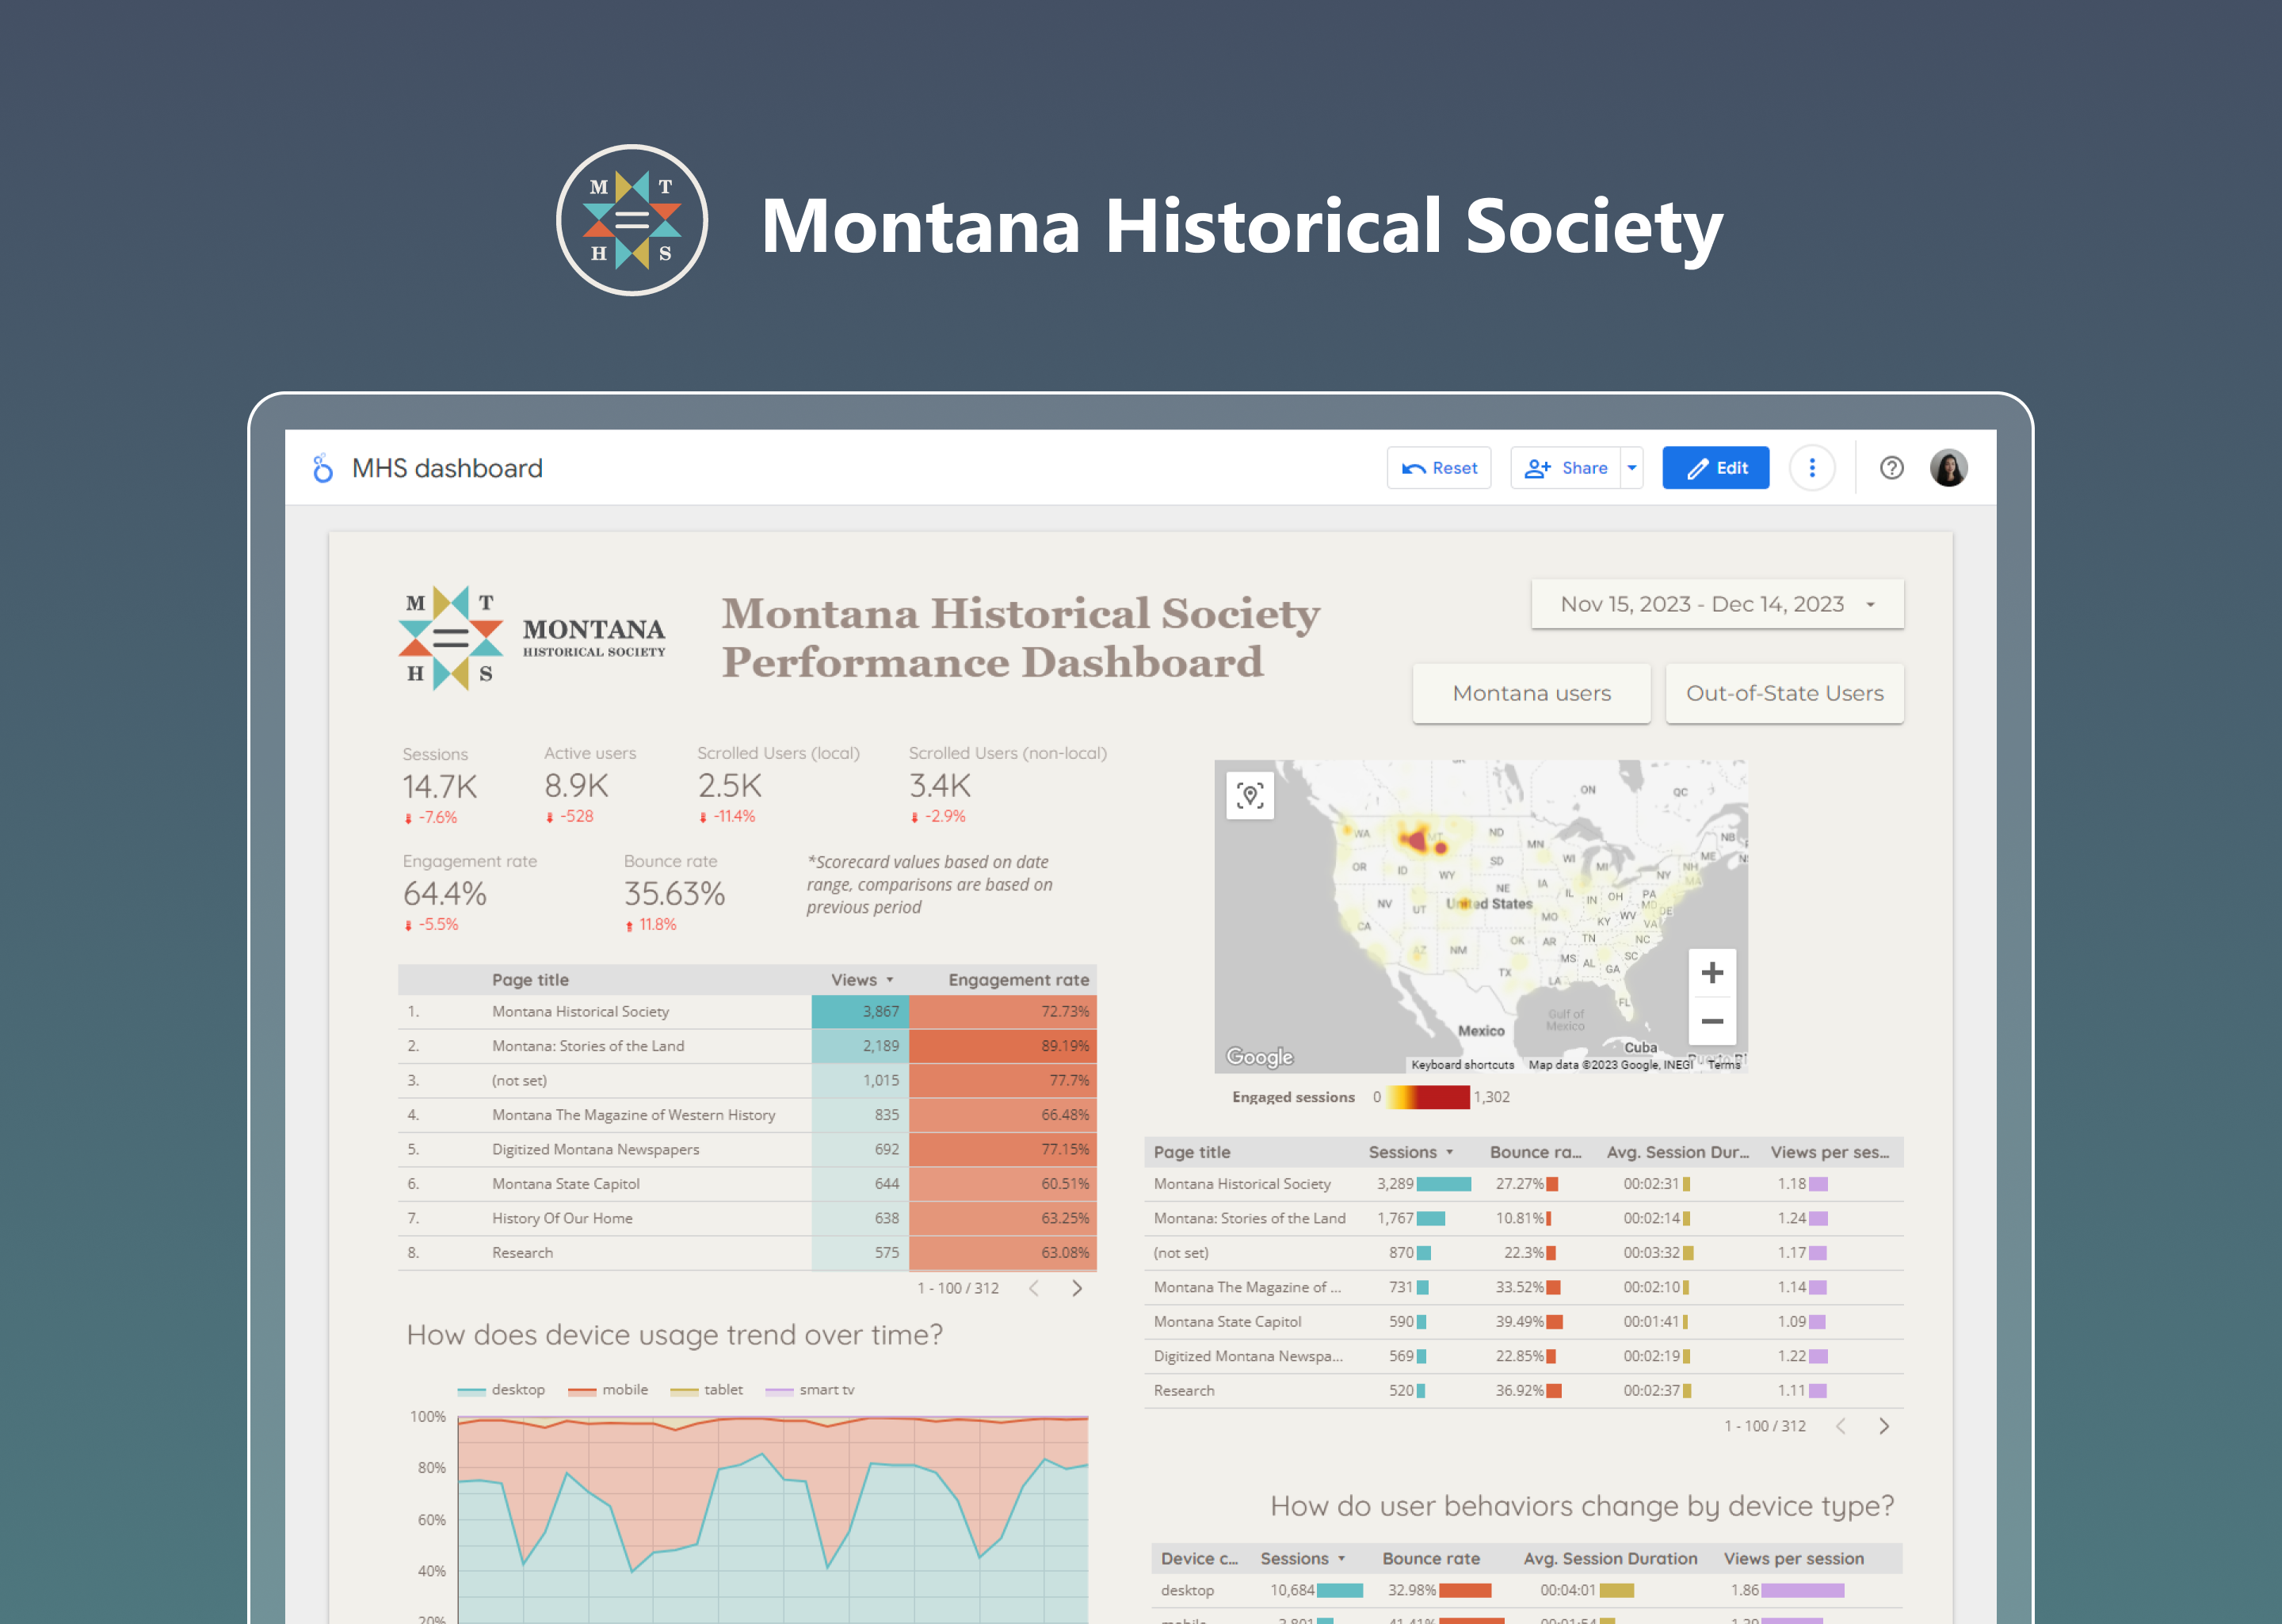 M T
H S
Montana Historical Society
MHS dashboard
Reset
Share
Edit
M T
H S
MONTANA
HISTORICAL SOCIETY
Montana Historical Society
Performance Dashboard
Nov 15, 2023 - Dec 14, 2023
Montana users
Out-of-State Users
Sessions
14.7K
-7.6%
Active users
8.9K
-528
Scrolled Users (local)
2.5K
-11.4%
Scrolled Users (non-local)
3.4K
-2.9%
Engagement rate
64.4%
-5.5%
Bounce rate
35.63%
11.8%
*Scorecard values based on date
range, comparisons are based on
previous period
Page title Views Engagement rate
1. Montana Historical Society 3,867 72.73%
2. Montana: Stories of the Land 2,189 89.19%
3. (not set) 1,015 77.7%
4. Montana The Magazine of Western History 835 66.48%
5. Digitized Montana Newspapers 692 77.15%
6. Montana State Capitol 644 60.51%
7. History Of Our Home 638 63.25%
8. Research 575 63.08%
1 - 100 / 312
ON QC
WA MT ND MN NB
OR ID SD WI MI ME
WY NH
NY MA
NE IA IL IN OH PA
NV UT United States MD DE
MO KY WV VA
CA
AZ NM OK AR TN NC
MS AL SC
TX GA
LA
FL
Gulf of
Mexico
Mexico
Cuba
Google
Keyboard shortcuts Map data ©2023 Google, INEGI Terms
Engaged sessions 0 1,302
Page title Sessions Bounce ra... Avg. Session Dur... Views per ses...
Montana Historical Society 3,289 27.27% 00:02:31 1.18
Montana: Stories of the Land 1,767 10.81% 00:02:14 1.24
(not set) 870 22.3% 00:03:32 1.17
Montana The Magazine of ... 731 33.52% 00:02:10 1.14
Montana State Capitol 590 39.49% 00:01:41 1.09
Digitized Montana Newspa... 569 22.85% 00:02:19 1.22
Research 520 36.92% 00:02:37 1.11
1 - 100 / 312
How does device usage trend over time?
desktop mobile tablet smart tv
100%
80%
60%
40%
20%
How do user behaviors change by device type?
Device c... Sessions Bounce rate Avg. Session Duration Views per session
desktop 10,684 32.98% 00:04:01 1.86